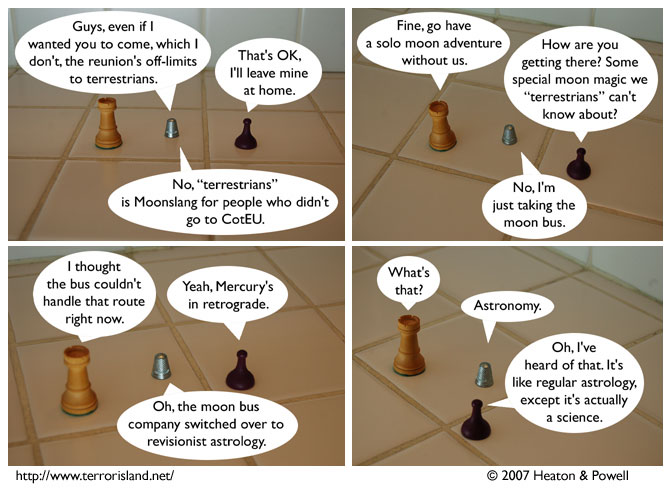 Guys, even if I
wanted you to come, which I
don't, the reunion's off-limits
to terrestrians.
That's OK,
I'll leave mine
at home.
No, “terrestrians”
is Moonslang for people who didn't
go to CotEU.
Fine, go have
a solo moon adventure
without us.
How are you
getting there? Some
special moon magic we
“terrestrians” can't
know about?
No, I'm
just taking the
moon bus.
I thought
the bus couldn't
handle that route
right now.
Yeah, Mercury's
in retrograde.
Oh, the moon bus
company switched over to
revisionist astrology.
What's
that?
Astronomy.
Oh, I've
heard of that. It's
like regular astrology,
except it's actually
a science.
http://www.terrorisland.net/
© 2007 Heaton & Powell